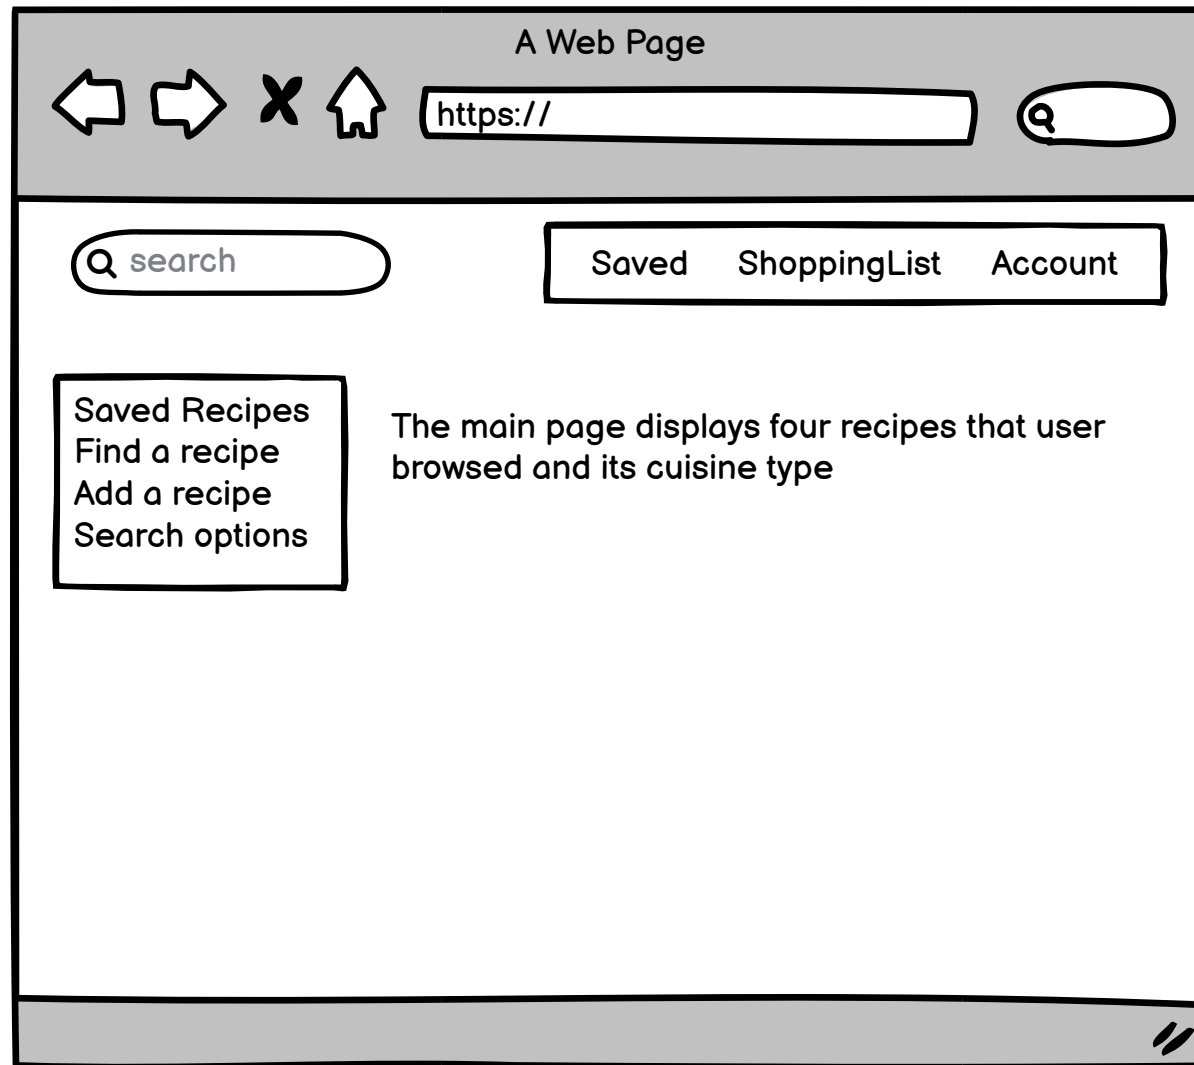 A Web Page
https://
search
Saved ShoppingList Account
Saved Recipes
Find a recipe
Add a recipe
Search options
The main page displays four recipes that user
browsed and its cuisine type